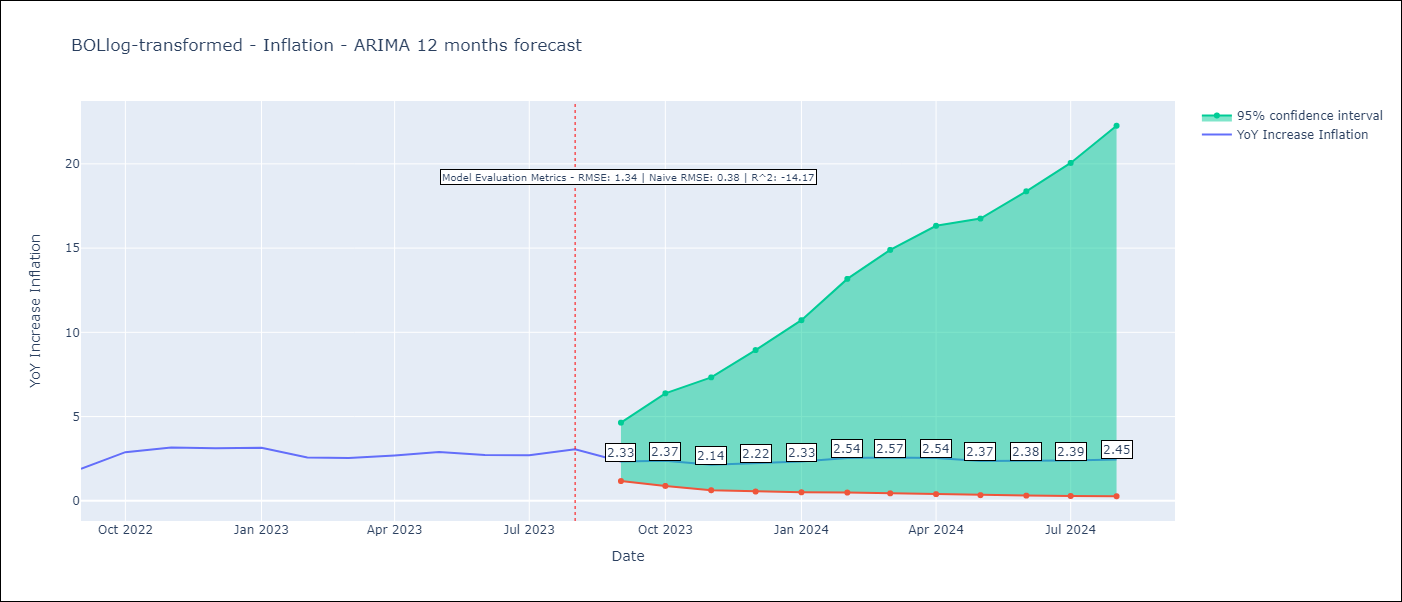 BOLlog-transformed - Inflation - ARIMA 12 months forecast
95% confidence interval
YoY Increase Inflation
Model Evaluation Metrics - RMSE: 1.34 | Naive RMSE: 0.38 | R^2: -14.17
YoY Increase Inflation
20
15
10
5
0
2.33
2.37
2.14
2.22
2.33
2.54
2.57
2.54
2.37
2.38
2.39
2.45
Oct 2022
Jan 2023
Apr 2023
Jul 2023
Oct 2023
Jan 2024
Apr 2024
Jul 2024
Date